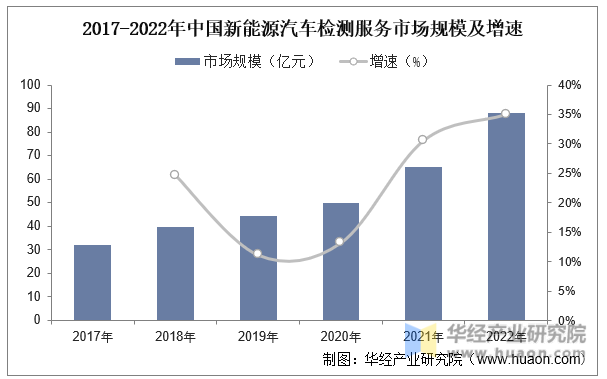 2017-2022年中国新能源汽车检测服务市场规模及增速
市场规模（亿元） 增速（%）
100 40%
90 35%
80 30%
70 25%
60 20%
50 15%
40 10%
30 5%
20 0%
10
0
2017年 2018年 2019年 2020年 2021年 2022年
华经产业研究院
www.huaon.com
制图：华经产业研究院（www.huaon.com）